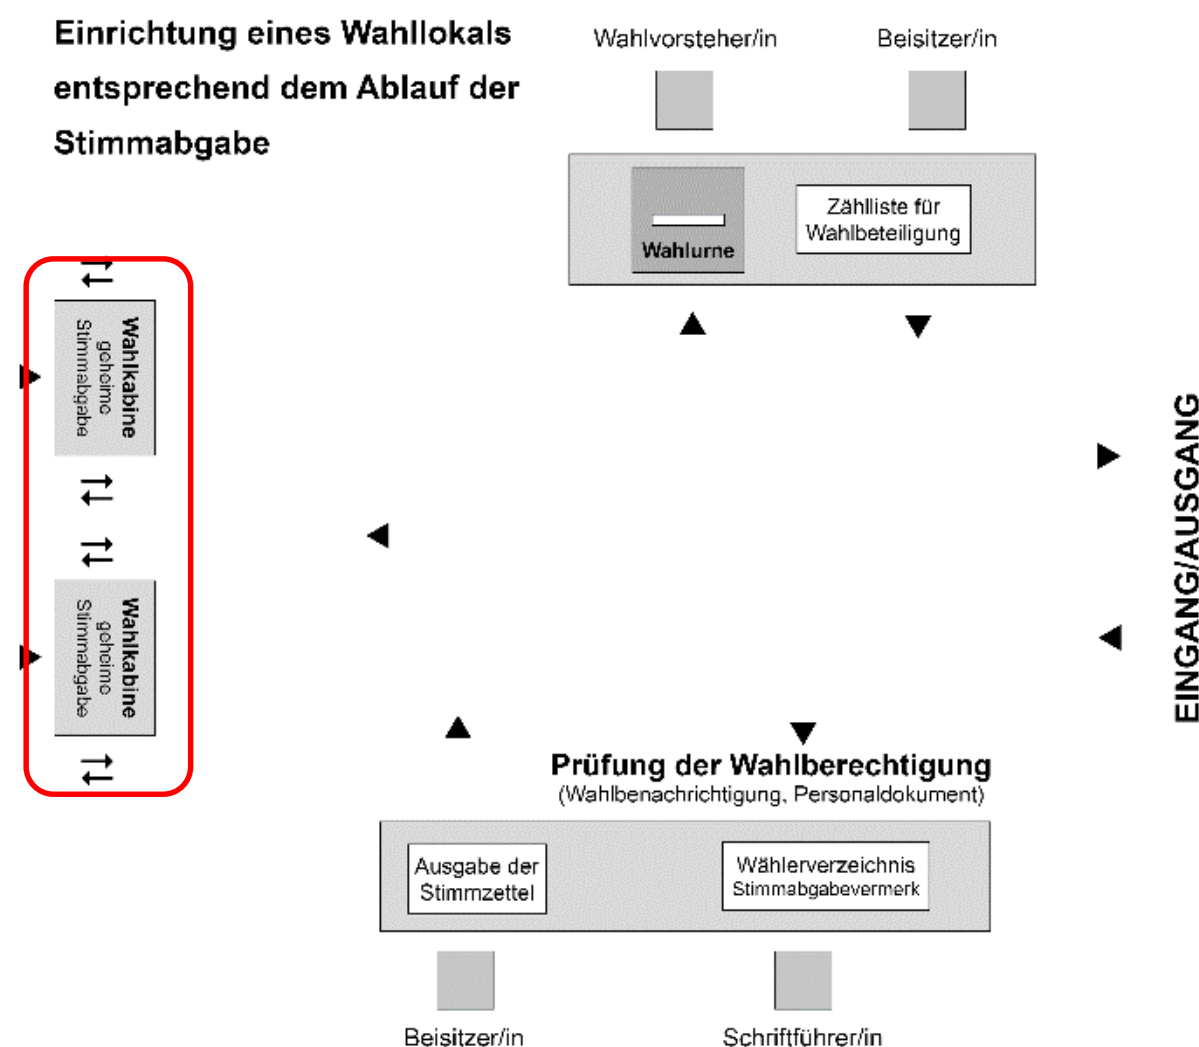 Einrichtung eines Wahllokals
entsprechend dem Ablauf der
Stimmabgabe
Wahlvorsteher/in
Beisitzer/in
Wahlurne
Zählliste für
Wahlbeteiligung
Wahlkabine
geheime
Stimmabgabe
Wahlkabine
geheime
Stimmabgabe
EINGANG/AUSGANG
Prüfung der Wahlberechtigung
(Wahlbenachrichtigung, Personaldokument)
Ausgabe der
Stimmzettel
Wählerverzeichnis
Stimmabgabevermerk
Beisitzer/in
Schriftführer/in